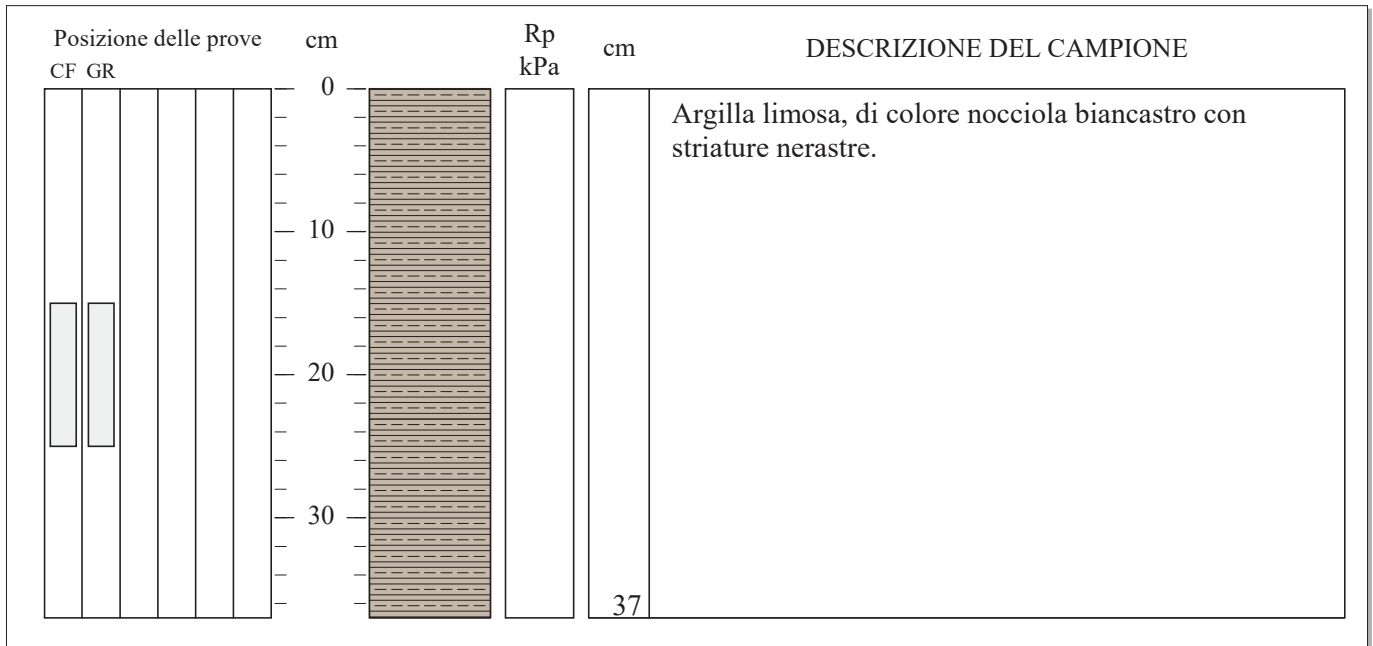 Posizione delle prove
cm
Rp
kPa
cm
DESCRIZIONE DEL CAMPIONE
CF GR
0
Argilla limosa, di colore nocciola biancastro con
striature nerastre.
10
20
30
37